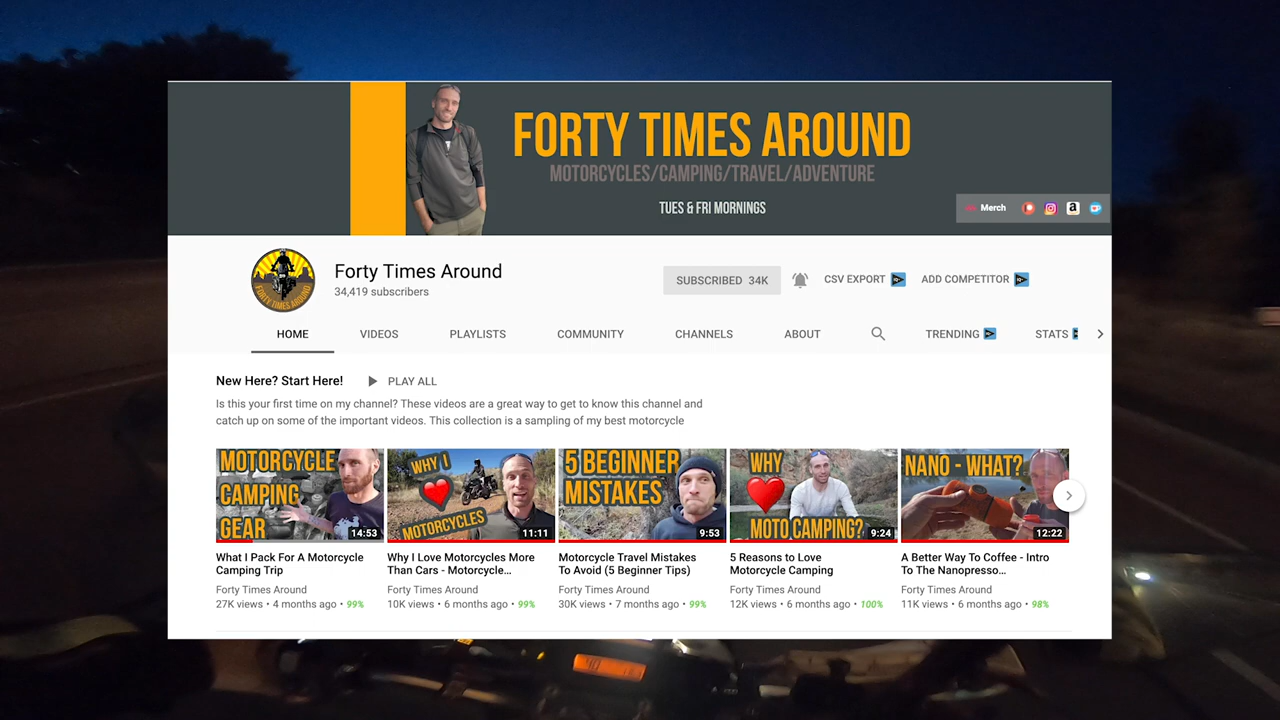 FORTY TIMES AROUND
MOTORCYCLES/CAMPING/TRAVEL/ADVENTURE
TUES & FRI MORNINGS
Merch
a
FORTY TIMES AROUND
Forty Times Around
34,419 subscribers
SUBSCRIBED 34K
CSV EXPORT
ADD COMPETITOR
HOME
VIDEOS
PLAYLISTS
COMMUNITY
CHANNELS
ABOUT
TRENDING
STATS
New Here? Start Here!
PLAY ALL
Is this your first time on my channel? These videos are a great way to get to know this channel and
catch up on some of the important videos. This collection is a sampling of my best motorcycle
MOTORCYCLE
CAMPING
GEAR
14:53
WHY I
MOTORCYCLES
11:11
5 BEGINNER
MISTAKES
9:53
WHY
MOTO CAMPING?
9:24
NANO - WHAT?
12:22
What I Pack For A Motorcycle
Camping Trip
Forty Times Around
27K views • 4 months ago • 99%
Why I Love Motorcycles More
Than Cars - Motorcycle...
Forty Times Around
10K views • 6 months ago • 99%
Motorcycle Travel Mistakes
To Avoid (5 Beginner Tips)
Forty Times Around
30K views • 7 months ago • 99%
5 Reasons to Love
Motorcycle Camping
Forty Times Around
12K views • 6 months ago • 100%
A Better Way To Coffee - Intro
To The Nanopresso...
Forty Times Around
11K views • 6 months ago • 98%